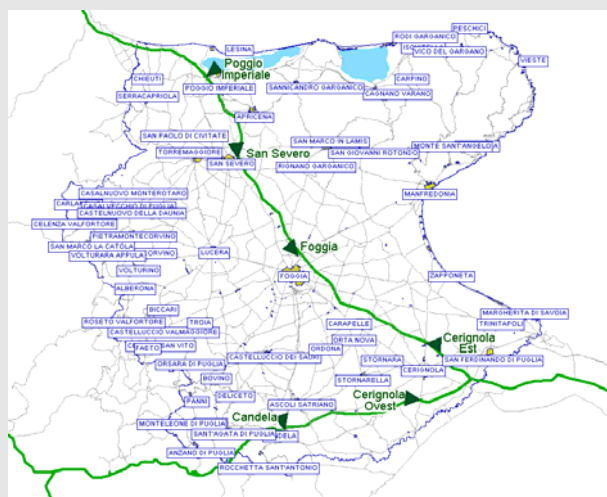 PESCHICI
RODI GARGANICO
VICO DEL GARGANO
LESINA
VIESTE
Poggio
Imperiale
CHIEUTI
CARPINO
POGGIO IMPERIALE
SANNICANDRO GARGANICO
CAGNANO VARANO
SERRACAPRIOLA
APRICENA
SAN PAOLO DI CIVITATE
SAN MARCO IN LAMIS
MONTE SANT'ANGELO
TORREMAGGIORE
San Severo
SAN GIOVANNI ROTONDO
SAN SEVERO
RIGNANO GARGANICO
CASALNUOVO MONTEROTARO
MANFREDONIA
CARLA
CASALVECCHIO DI PUGLIA
CASTELNUOVO DELLA DAUNIA
CELENZA VALFORTORE
PIETRAMONTECORVINO
SAN MARCO LA CATOLA
Foggia
VOLTURARA APPULA
ORVINO
LUCERA
VOLTURINO
FOGGIA
ZAPPONETA
ALBERONA
BICCARI
MARGHERITA DI SAVOIA
ROSETO VALFORTORE
TROIA
CARAPELLE
TRINITAPOLI
CASTELLUCCIO VALMAGGIORE
Cerignola
Est
ORTA NOVA
SAN VITO
FAETO
ORDONA
CASTELLUCCIO DEI SAURI
STORNARA
SAN FERDINANDO DI PUGLIA
ORSARA DI PUGLIA
CERIGNOLA
BOVINO
STORNARELLA
DELICETO
Cerignola
Ovest
PANNI
ASCOLI SATRIANO
Candela
MONTELEONE DI PUGLIA
SANT'AGATA DI PUGLIA
NDELA
ANZANO DI PUGLIA
ROCCHETTA SANT'ANTONIO